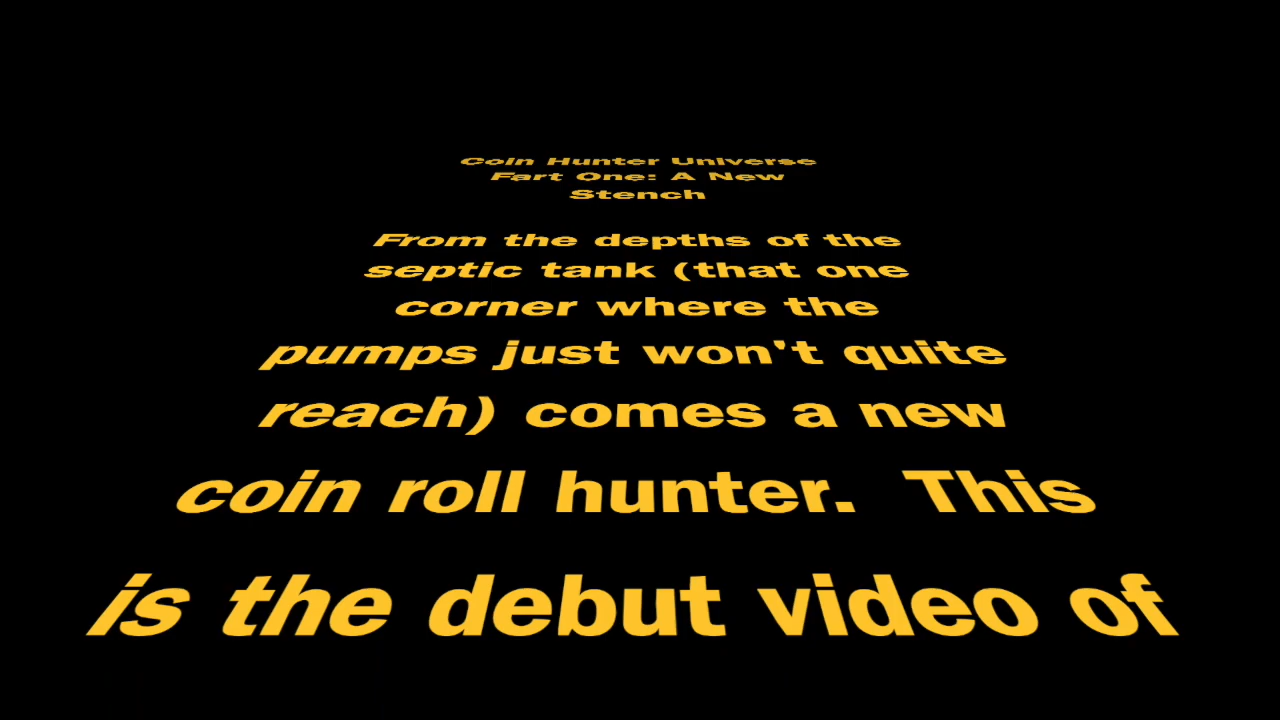 Coin Hunter Universe
Fart One: A New
Stench
From the depths of the
septic tank (that one
corner where the
pumps just won't quite
reach) comes a new
coin roll hunter.  This
is the debut video of